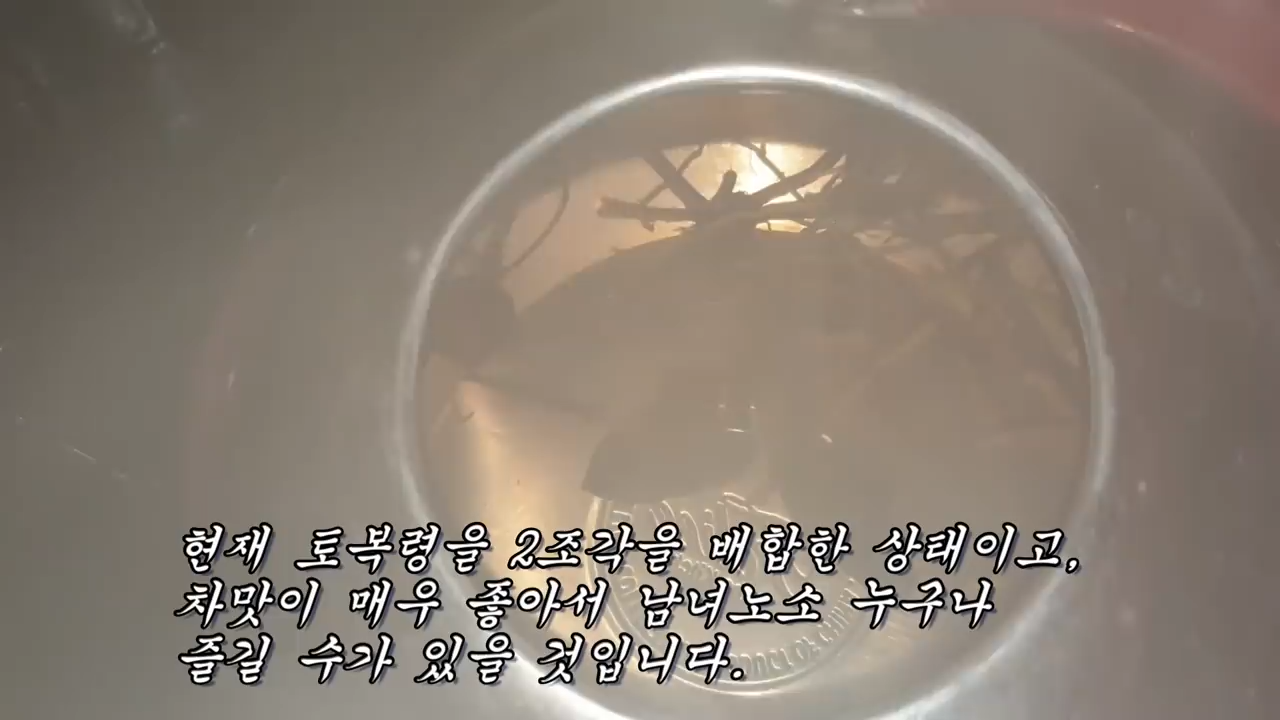 현재 토복령을 2조각을 배합한 상태이고,
차맛이 매우 좋아서 남녀노소 누구나
즐길 수가 있을 것입니다.